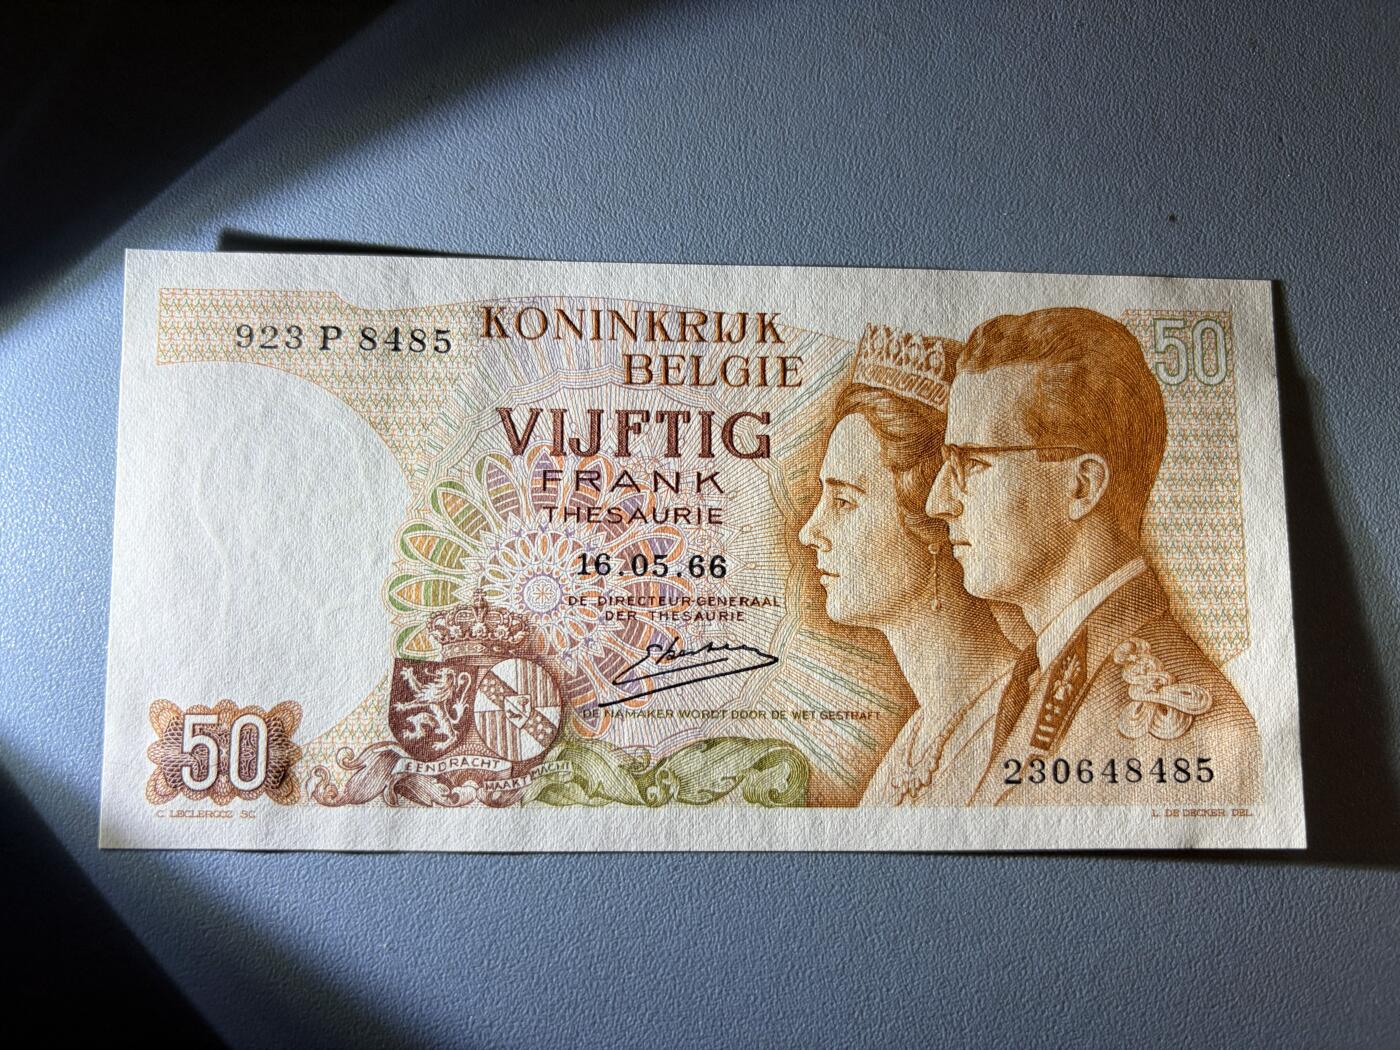 923 P 8485
KONINKRIJK
BELGIE
50
VIJFTIG
FRANK
THESAURIE
16.05.66
DE DIRECTEUR-GENERAAL
DER THESAURIE
DE NAMAKER WORDT DOOR DE WET GESTRAFT
50
EENDRACHT
MAAKT MACHT
230648485
C. LECLERCQZ SC.
L. DE DECKER DEL.